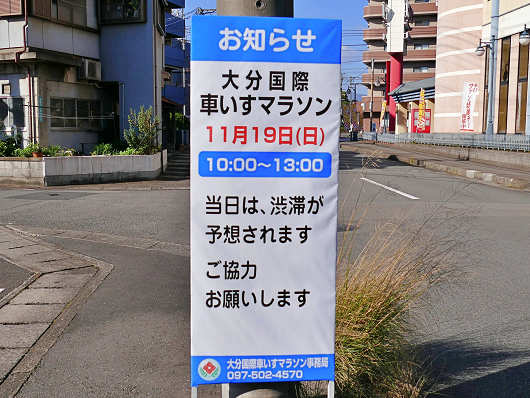 お知らせ
大分国際
車いすマラソン
11月19日(日)
10:00〜13:00
当日は、渋滞が
予想されます
ご協力
お願いします
大分国際車いすマラソン事務局
097-502-4570